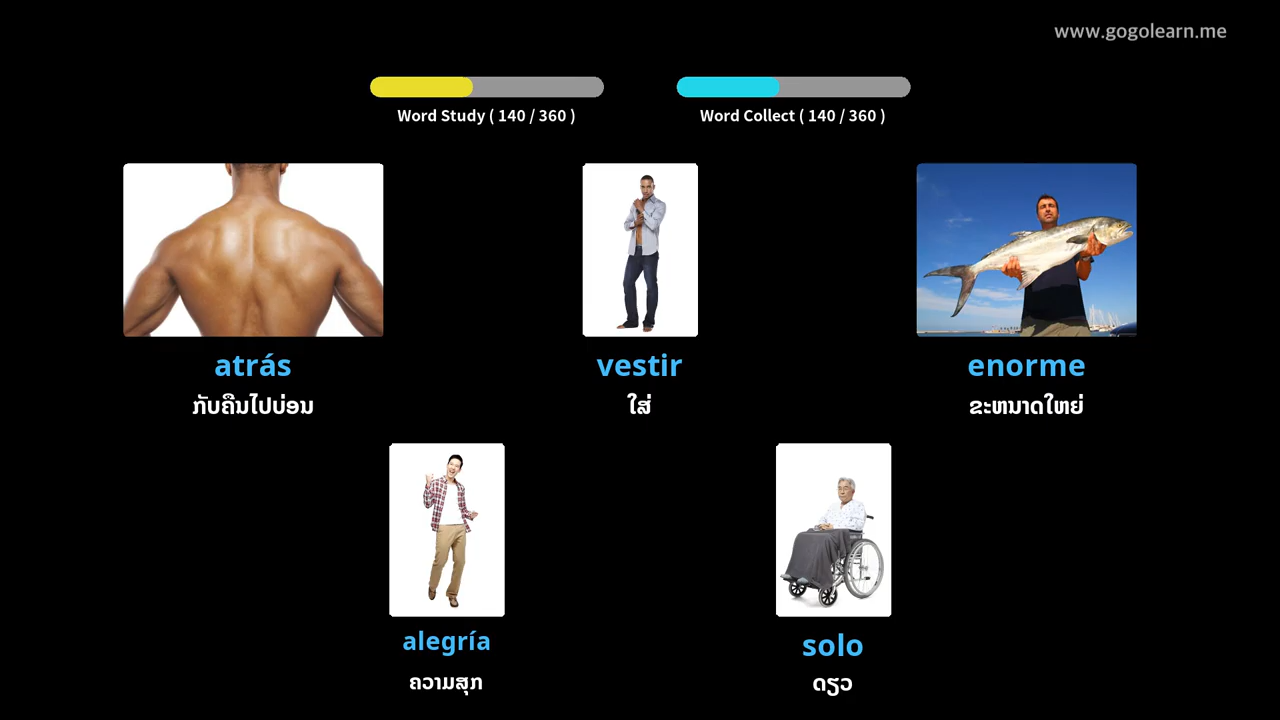 www.gogolearn.me
Word Study ( 140 / 360 )
Word Collect ( 140 / 360 )
atrás
ກັບຄືນໄປບ່ອນ
vestir
ໃສ່
enorme
ຂະຫນາດໃຫຍ່
alegría
ຄວາມສຸກ
solo
ດຽວ